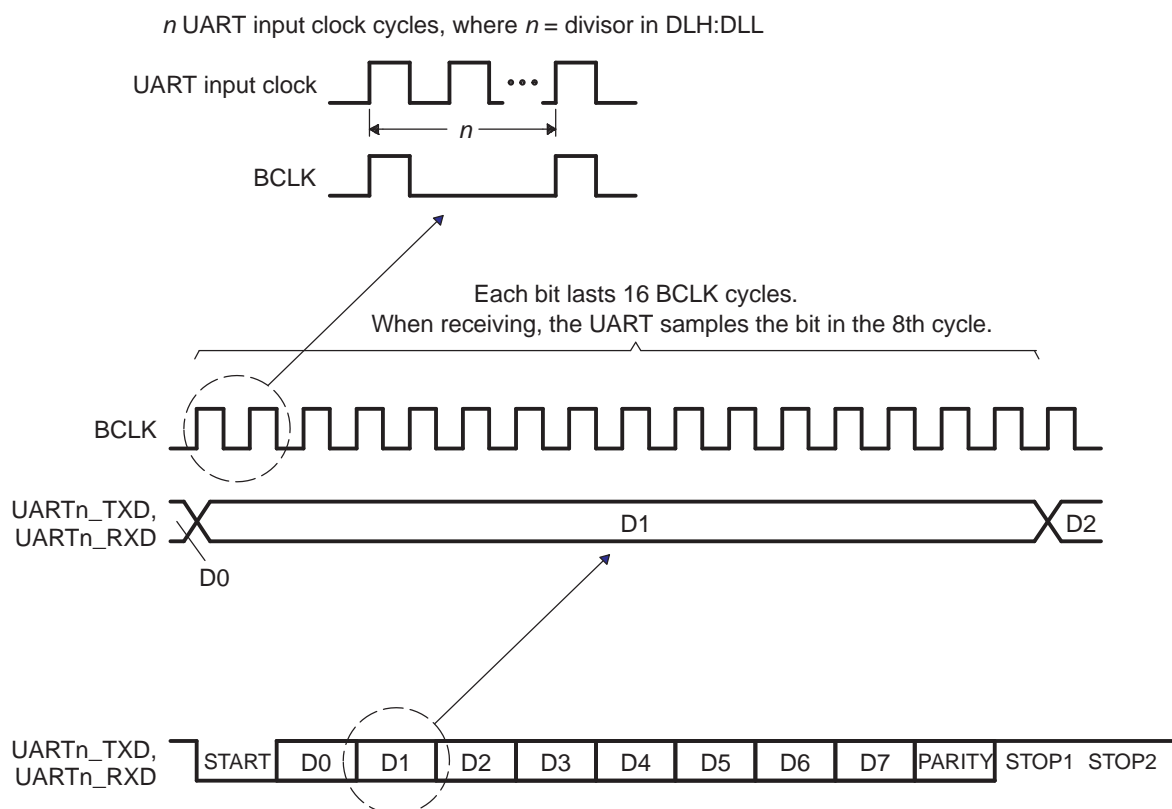 n UART input clock cycles, where n = divisor in DLH:DLL
UART input clock
n
BCLK
Each bit lasts 16 BCLK cycles.
When receiving, the UART samples the bit in the 8th cycle.
BCLK
UARTn_TXD,
UARTn_RXD
D1
D2
D0
UARTn_TXD,
UARTn_RXD
START
D0
D1
D2
D3
D4
D5
D6
D7
PARITY
STOP1
STOP2